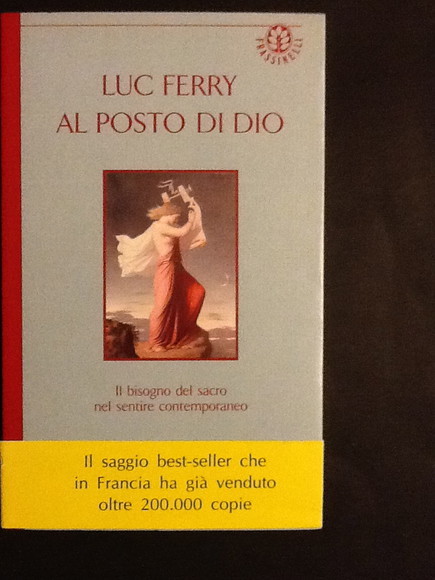 FRASSINELLI
LUC FERRY
AL POSTO DI DIO
Il bisogno del sacro
nel sentire contemporaneo
Il saggio best-seller che
in Francia ha già venduto
oltre 200.000 copie